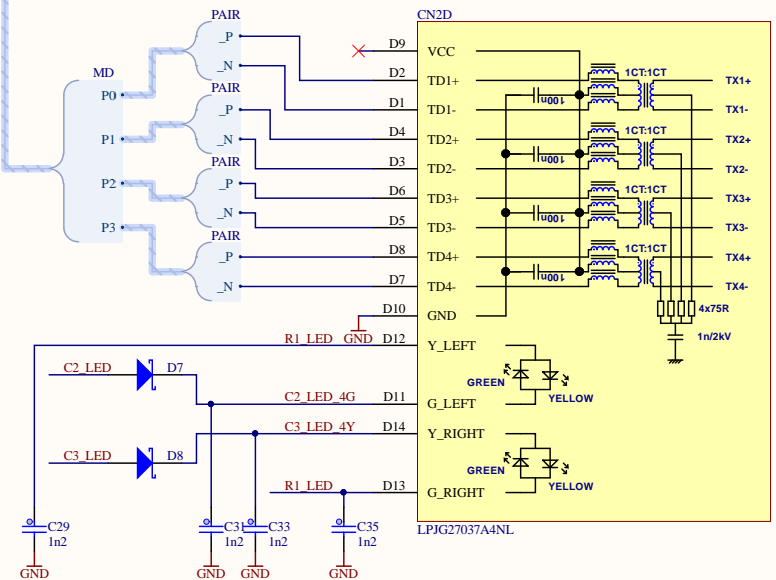 PAIR
CN2D
_P
_N
D9
VCC
MD
D2
TD1+
1CT:1CT
TX1+
P0
PAIR
D1
TD1-
100n
TX1-
_P
_N
P1
D4
TD2+
1CT:1CT
TX2+
PAIR
D3
TD2-
100n
TX2-
P2
_P
_N
D6
TD3+
1CT:1CT
TX3+
P3
PAIR
D5
TD3-
100n
TX3-
_P
_N
D8
TD4+
1CT:1CT
TX4+
D7
TD4-
100n
TX4-
D10
GND
4x75R
GND
1n/2kV
R1_LED
D12
Y_LEFT
C2_LED
D7
GREEN
YELLOW
C2_LED_4G
D11
G_LEFT
C3_LED_4Y
D14
Y_RIGHT
C3_LED
D8
GREEN
YELLOW
R1_LED
D13
G_RIGHT
C29
1n2
C31
1n2
C33
1n2
C35
1n2
LPJG27037A4NL
GND
GND
GND
GND